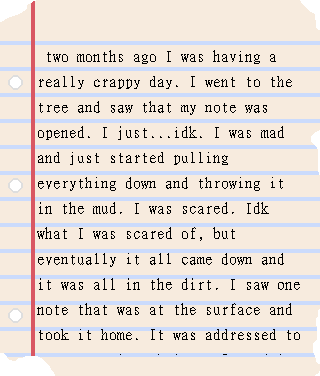 two months ago I was having a
really crappy day. I went to the
tree and saw that my note was
opened. I just...idk. I was mad
and just started pulling
everything down and throwing it
in the mud. I was scared. Idk
what I was scared of, but
eventually it all came down and
it was all in the dirt. I saw one
note that was at the surface and
took it home. It was addressed to